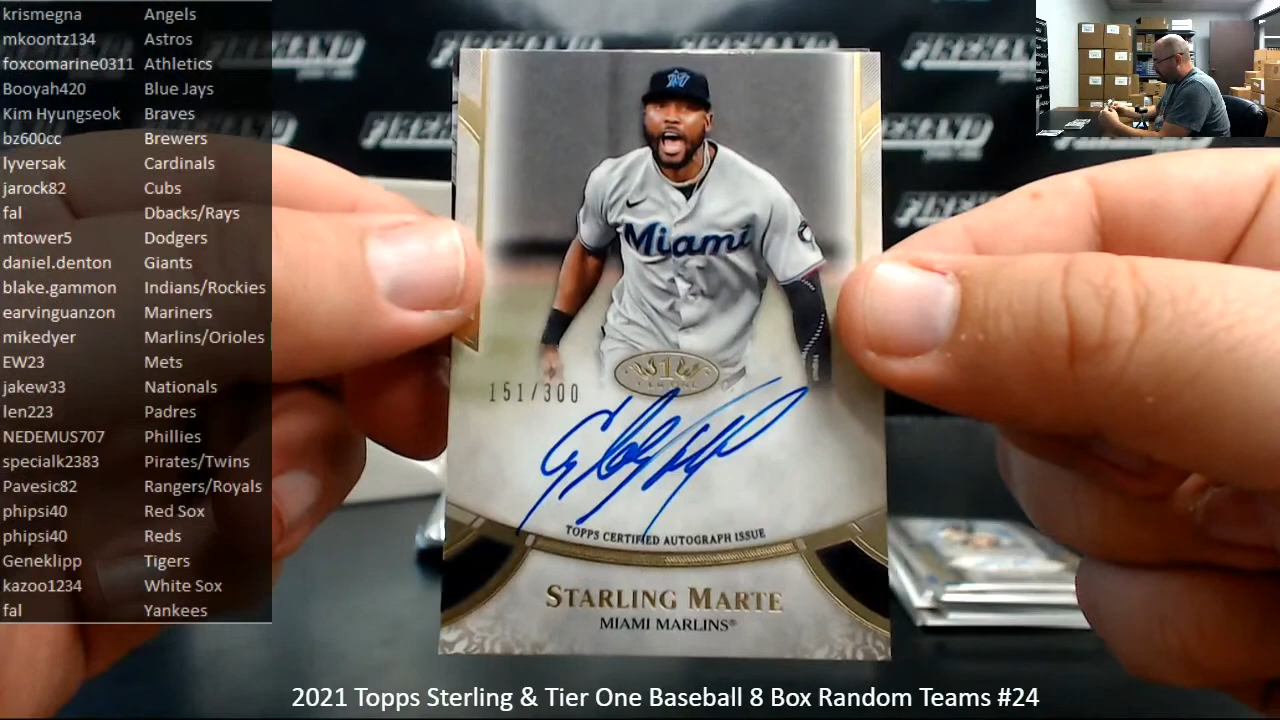 krismegna Angels
mkoontz134 Astros
foxcomarine0311 Athletics
Booyah420 Blue Jays
Kim Hyungseok Braves
bz600cc Brewers
lyversak Cardinals
jarock82 Cubs
fal Dbacks/Rays
mtower5 Dodgers
daniel.denton Giants
blake.gammon Indians/Rockies
earvinguanzon Mariners
mikedyer Marlins/Orioles
EW23 Mets
jakew33 Nationals
len223 Padres
NEDEMUS707 Phillies
specialk2383 Pirates/Twins
Pavesic82 Rangers/Royals
phipsi40 Red Sox
phipsi40 Reds
Geneklipp Tigers
kazoo1234 White Sox
fal Yankees
FIREHAND
Miami
151/300
TOPPS CERTIFIED AUTOGRAPH ISSUE
STARLING MARTE
MIAMI MARLINS®
2021 Topps Sterling & Tier One Baseball 8 Box Random Teams #24